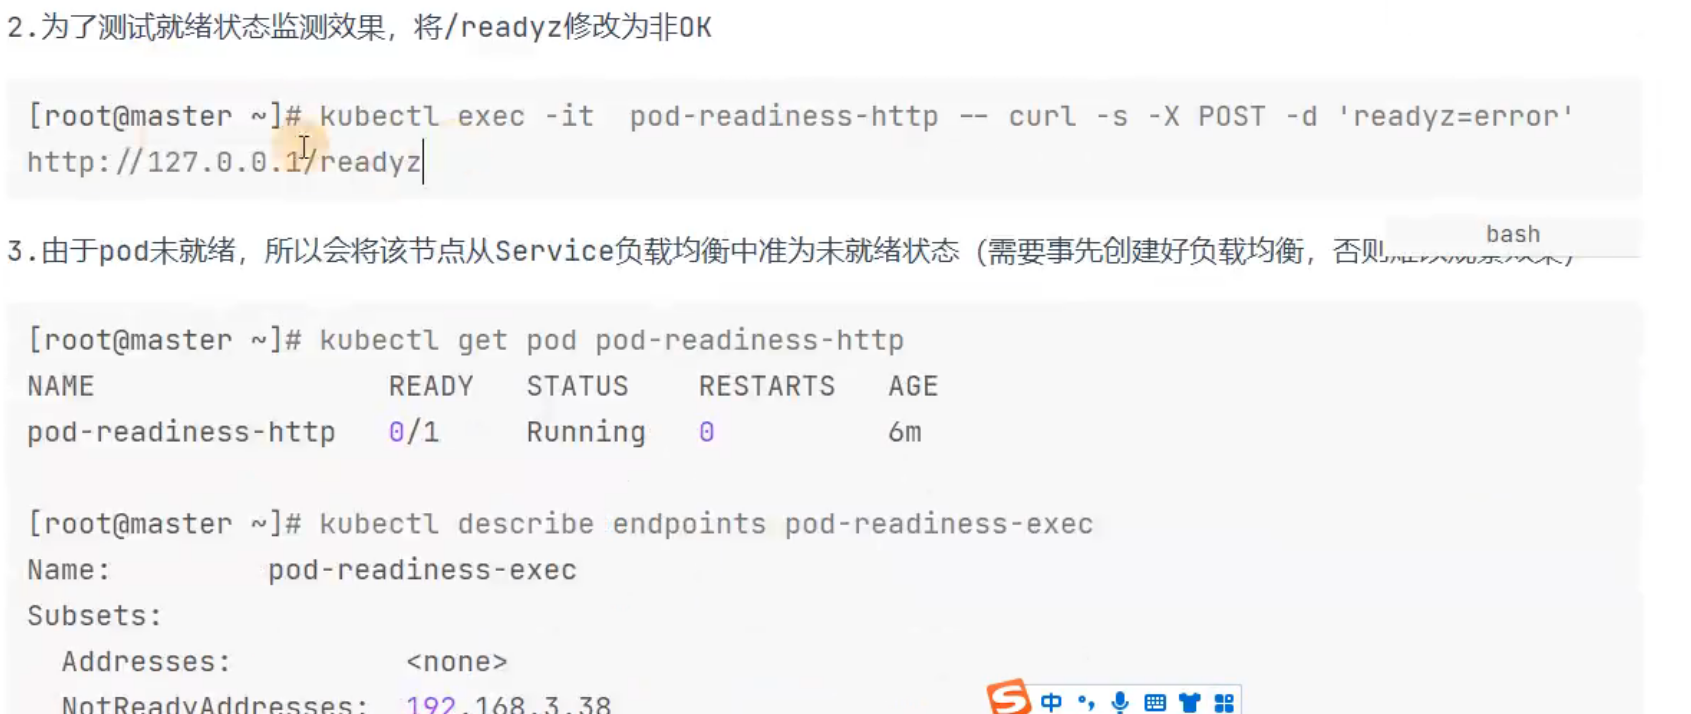 2.为了测试就绪状态监测效果，将/readyz修改为非OK
[root@master ~]# kubectl exec -it  pod-readiness-http -- curl -s -X POST -d 'readyz=error'
http://127.0.0.1/readyz
bash
3.由于pod未就绪，所以会将该节点从Service负载均衡中准为未就绪状态（需要事先创建好负载均衡，否则
[root@master ~]# kubectl get pod pod-readiness-http
NAME                 READY   STATUS    RESTARTS   AGE
pod-readiness-http   0/1     Running   0          6m
[root@master ~]# kubectl describe endpoints pod-readiness-exec
Name:         pod-readiness-exec
Subsets:
  Addresses:          <none>
  NotReadyAddresses:  192.168.3.38
中